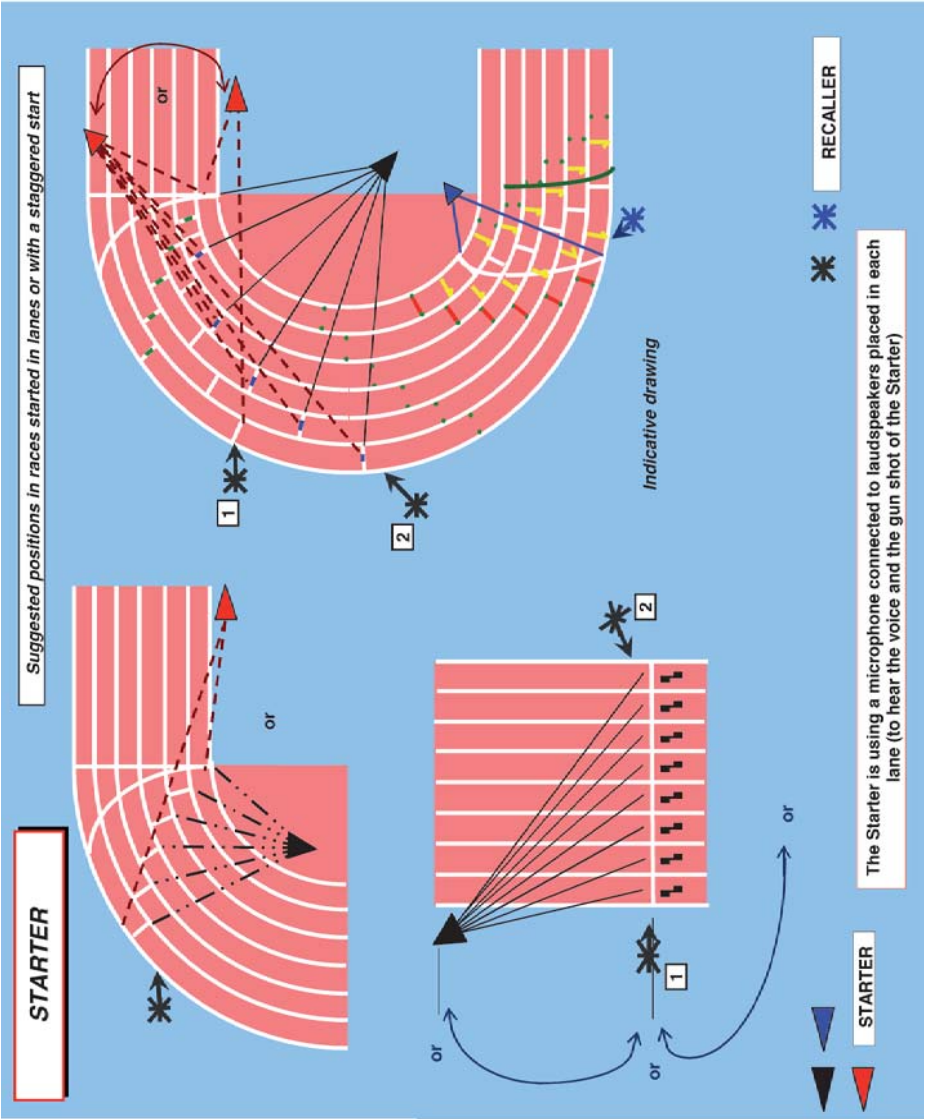 STARTER
Suggested positions in races started in lanes or with a staggered start
or
or
1
2
Indicative drawing
or
or
or
1
2
STARTER
RECALLER
The Starter is using a microphone connected to laudspeakers placed in each
lane (to hear the voice and the gun shot of the Starter)